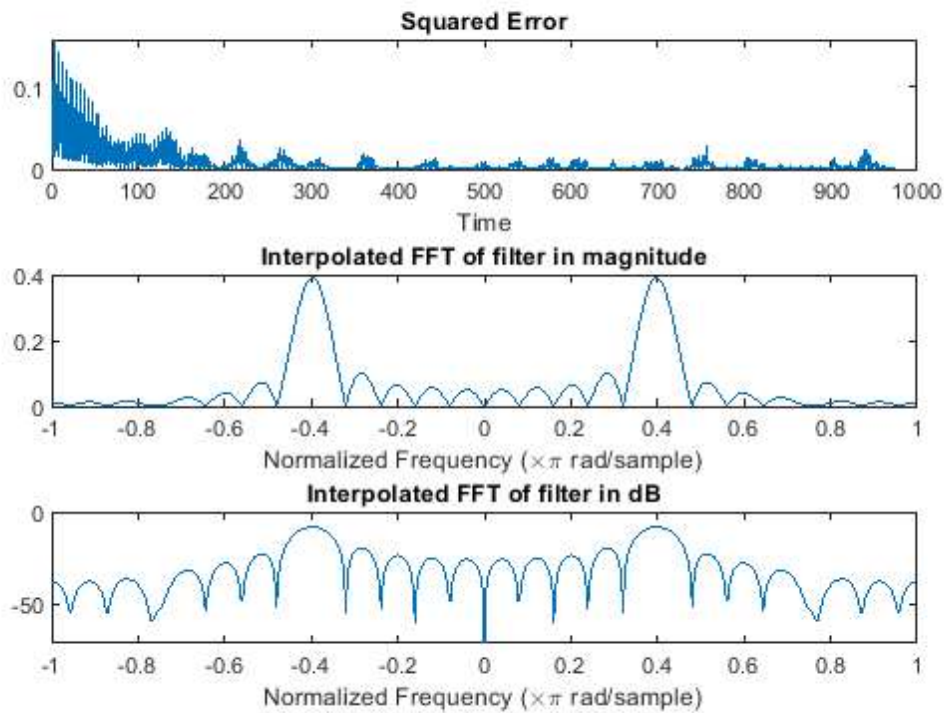 Squared Error
0.1
0
0 100 200 300 400 500 600 700 800 900 1000
Time
Interpolated FFT of filter in magnitude
0.4
0.2
0
-1 -0.8 -0.6 -0.4 -0.2 0 0.2 0.4 0.6 0.8 1
Normalized Frequency (×π rad/sample)
Interpolated FFT of filter in dB
0
-50
-1 -0.8 -0.6 -0.4 -0.2 0 0.2 0.4 0.6 0.8 1
Normalized Frequency (×π rad/sample)